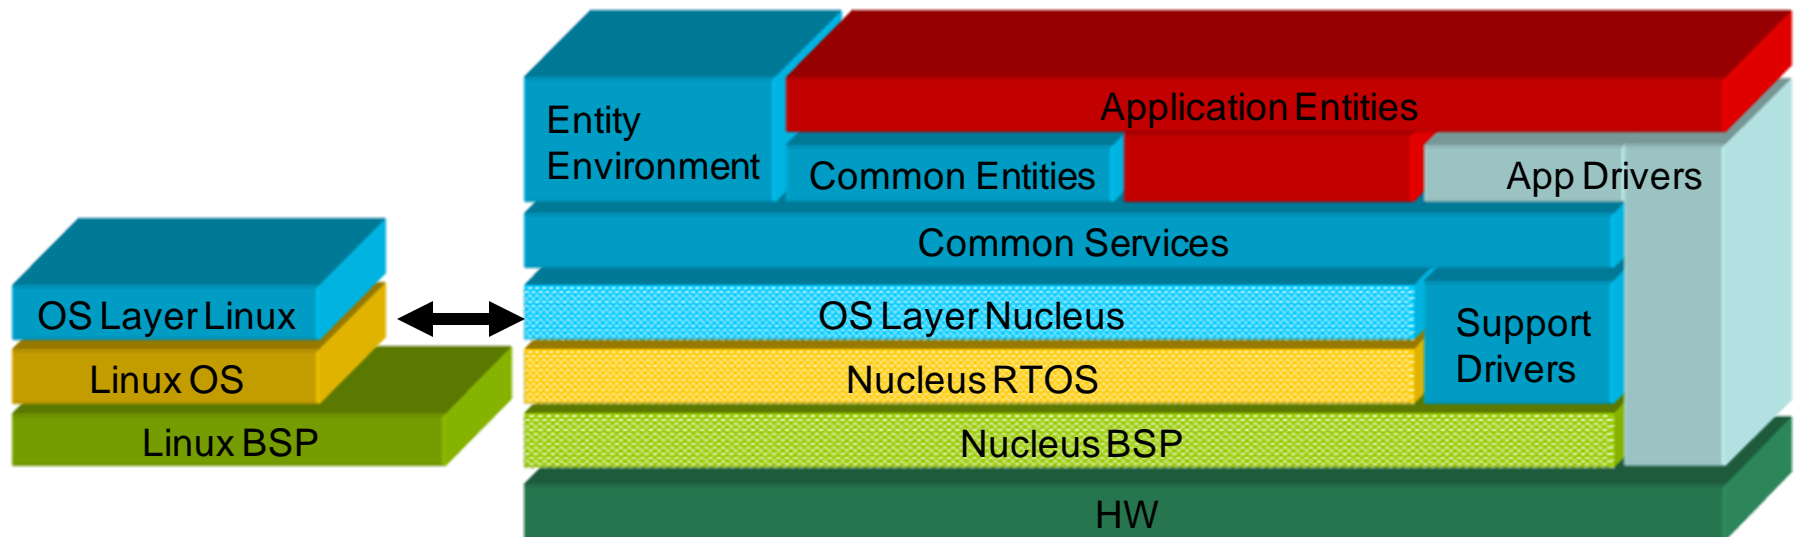 Entity
Environment
Application Entities
Common Entities
App Drivers
Common Services
OS Layer Linux
OS Layer Nucleus
Support
Drivers
Linux OS
Nucleus RTOS
Linux BSP
Nucleus BSP
HW